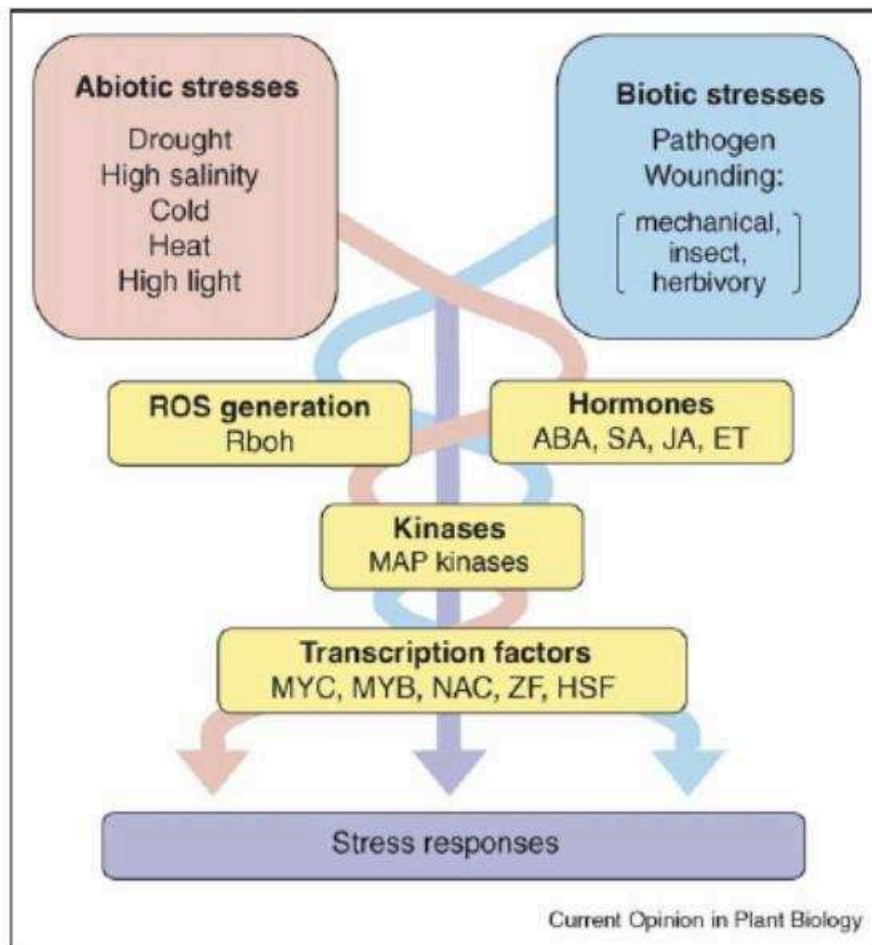 Abiotic stresses
Drought
High salinity
Cold
Heat
High light
Biotic stresses
Pathogen
Wounding:
mechanical,
insect,
herbivory
ROS generation
Rboh
Hormones
ABA, SA, JA, ET
Kinases
MAP kinases
Transcription factors
MYC, MYB, NAC, ZF, HSF
Stress responses
Current Opinion in Plant Biology